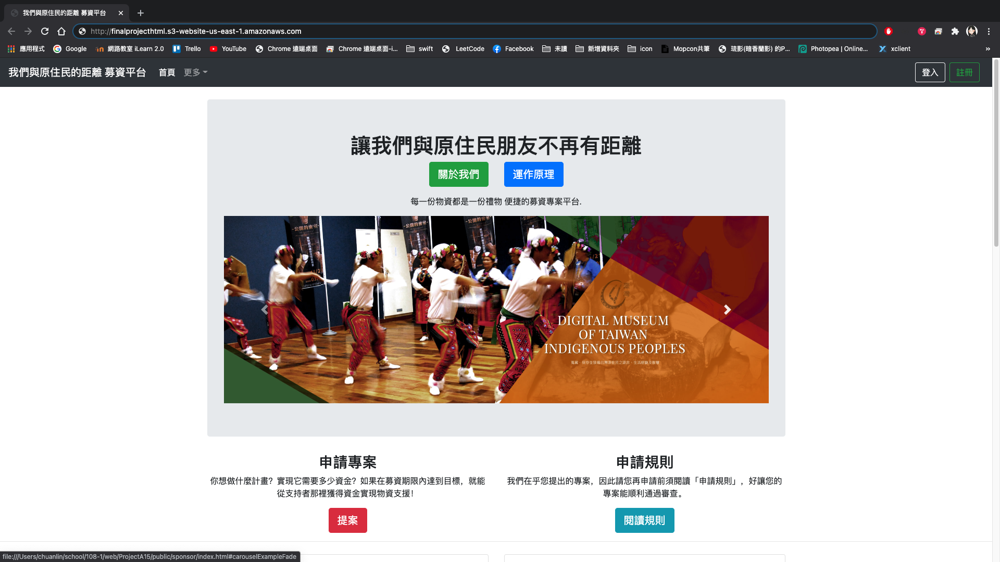 我們與原住民的距離 募資平台
http://finalprojecthtml.s3-website-us-east-1.amazonaws.com
應用程式 Google 網路教室 iLearn 2.0 Trello YouTube Chrome 遠端桌面 Chrome 遠端桌面-i... swift LeetCode Facebook 未讀 新增資料夾 icon Mopcon共筆 琉影(暗香蘭影) 的P... Photopea | Online... xclient »
我們與原住民的距離 募資平台 首頁 更多 登入 註冊
讓我們與原住民朋友不再有距離
關於我們 運作原理
每一份物資都是一份禮物 便捷的募資專案平台.
-公開的密室-
DIGITAL MUSEUM
OF TAIWAN
INDIGENOUS PEOPLES
申請專案
你想做什麼計畫? 實現它需要多少資金? 如果在募資期限內達到目標,就能
從支持者那裡獲得資金實現物資支援!
提案
申請規則
我們在乎您提出的專案,因此請您再申請前須閱讀「申請規則」,好讓您的
專案能順利通過審查。
閱讀規則
file:///Users/chuanlin/school/108-1/web/ProjectA15/public/sponsor/index.html#carouselExampleFade